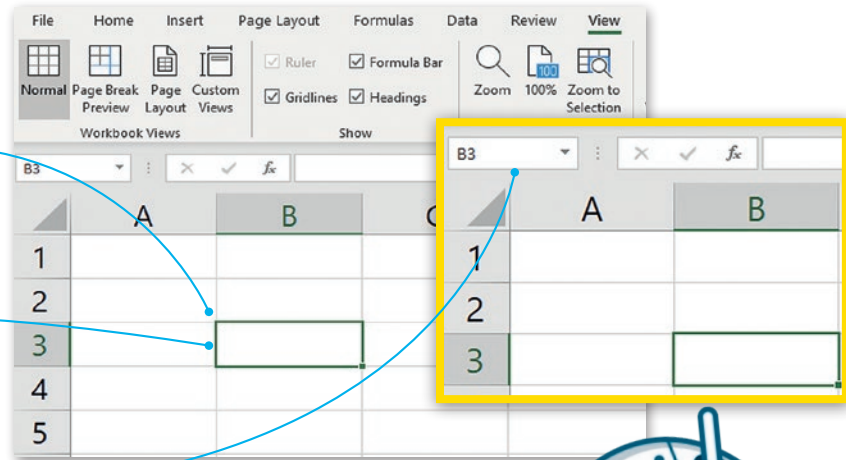 File Home Insert Page Layout Formulas Data Review View
Normal Page Break Preview Page Layout Custom Views
Ruler Formula Bar
Gridlines Headings
Zoom 100 100% Zoom to Selection
Workbook Views Show
B3 fx
A B
1
2
3
4
5
B3 fx
A B
1
2
3